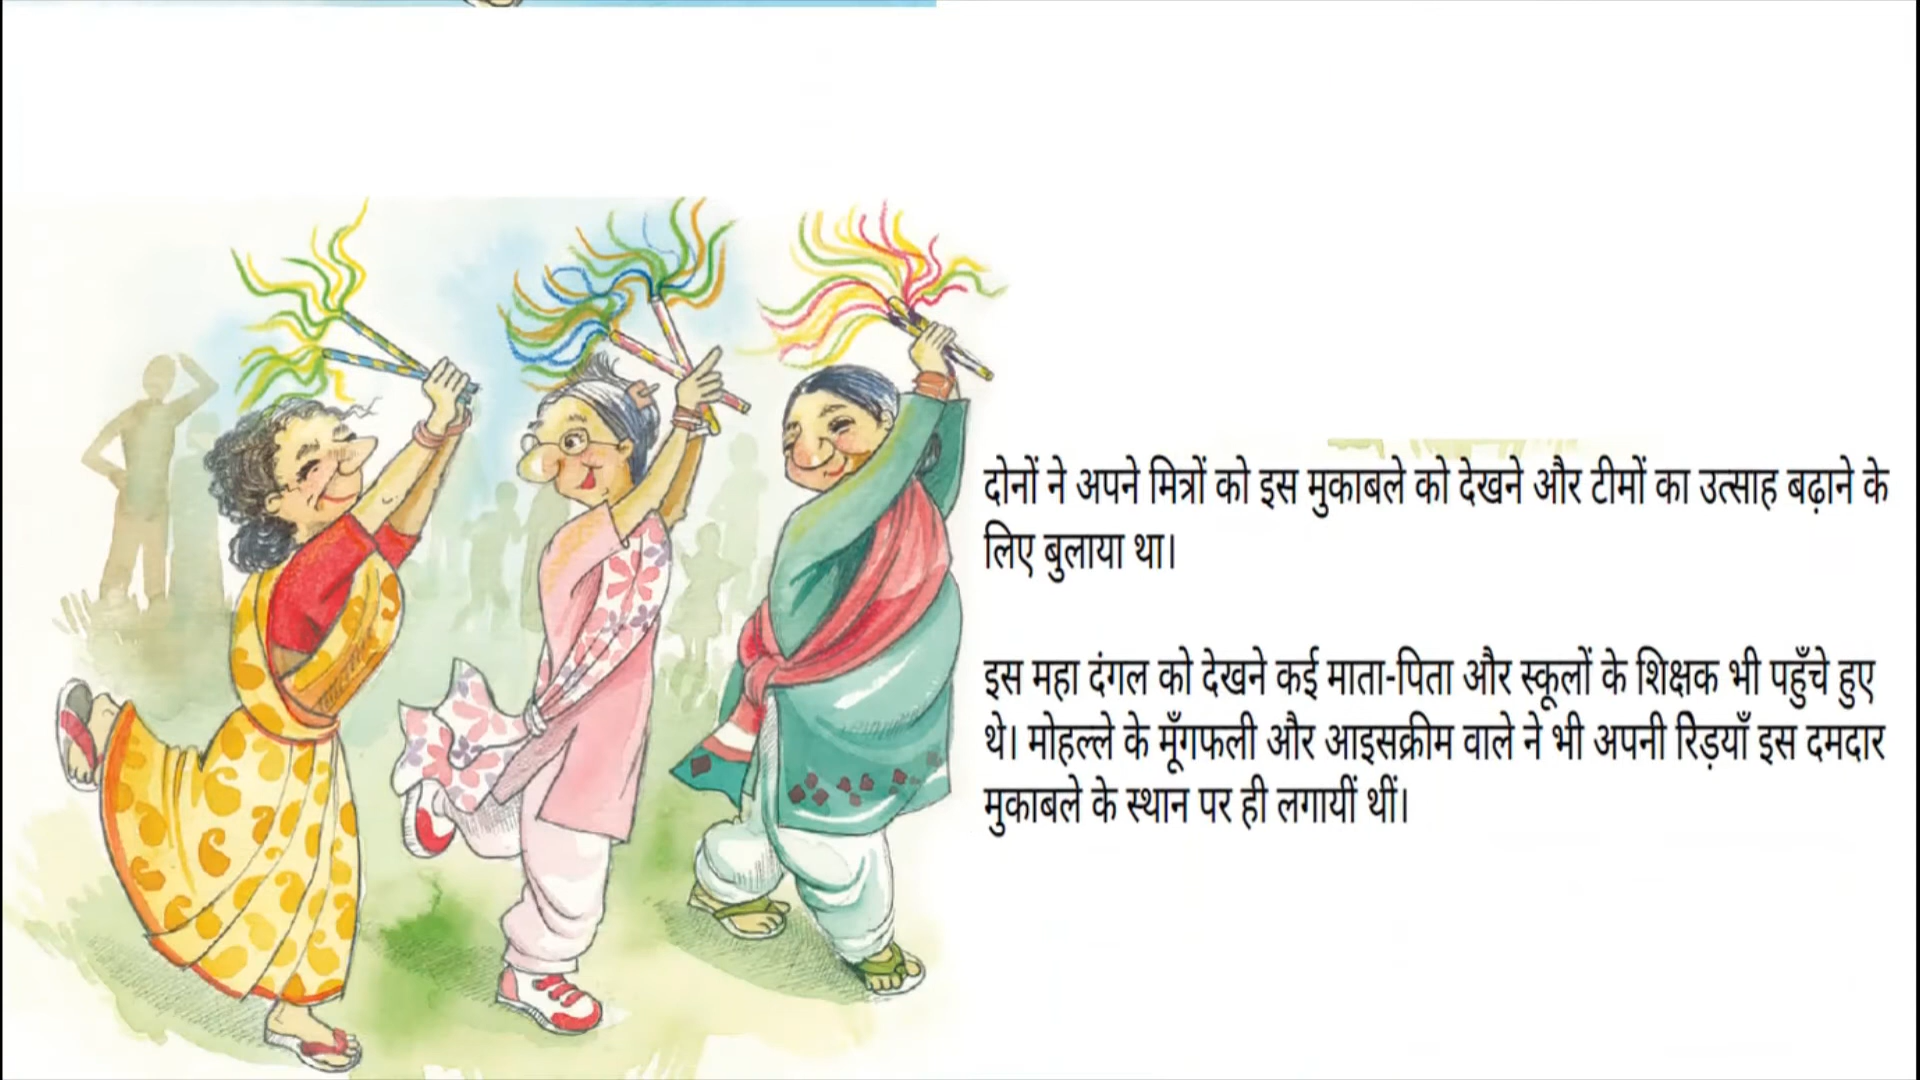 दोनों ने अपने मित्रों को इस मुकाबले को देखने और टीमों का उत्साह बढ़ाने के
लिए बुलाया था।
इस महा दंगल को देखने कई माता-पिता और स्कूलों के शिक्षक भी पहुँचे हुए
थे। मोहल्ले के मूँगफली और आइसक्रीम वाले ने भी अपनी रिड़याँ इस दमदार
मुकाबले के स्थान पर ही लगायीं थीं।